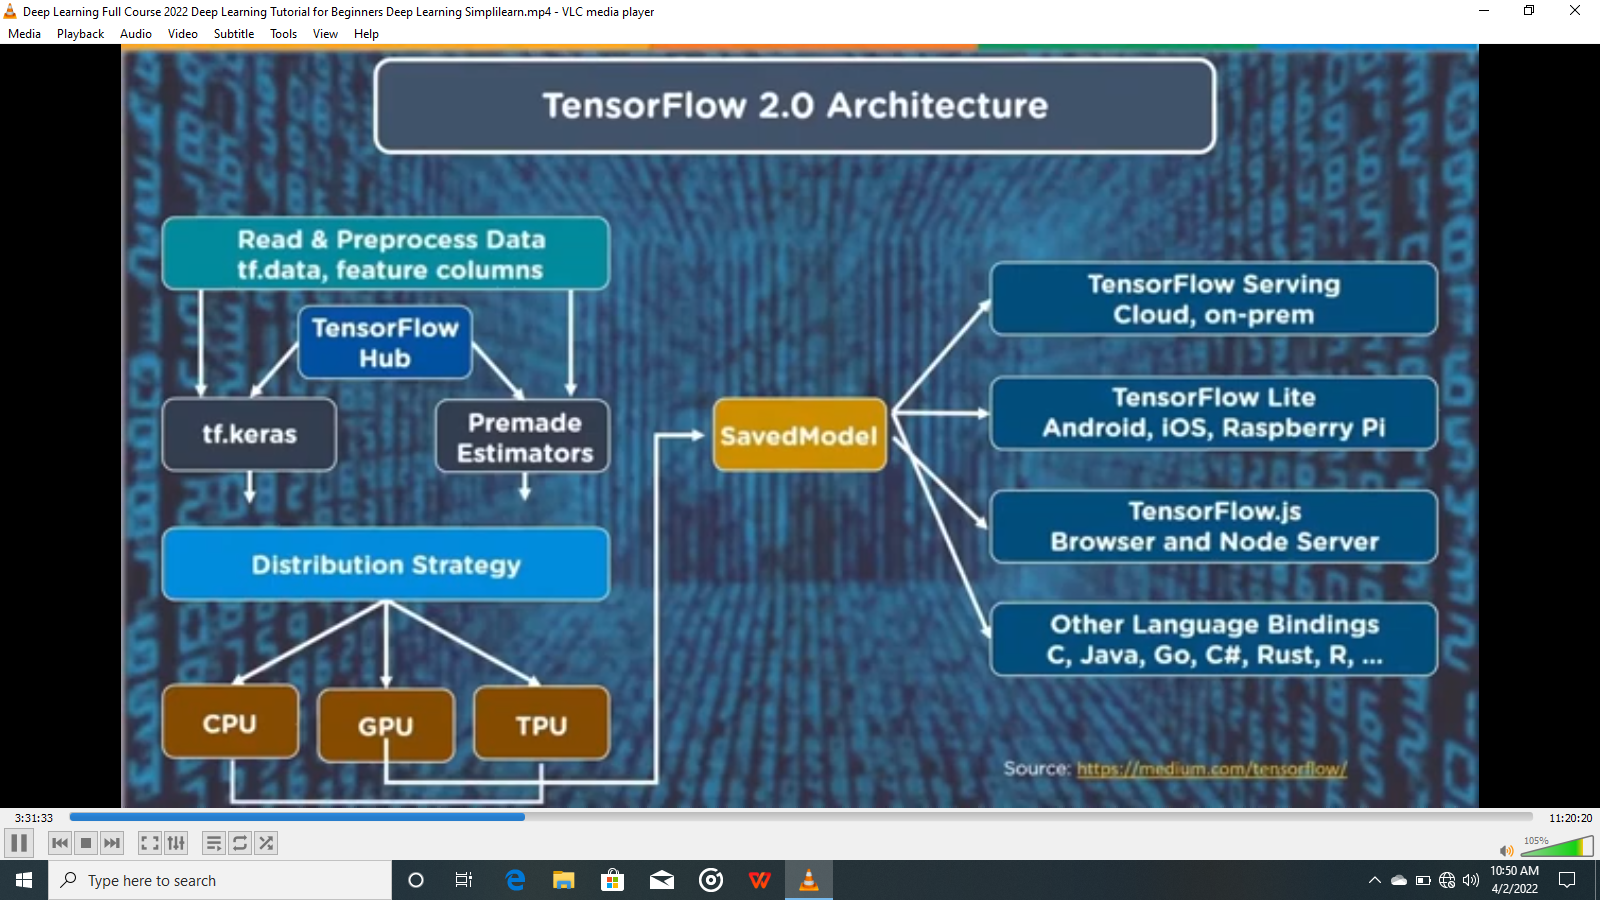 Deep Learning Full Course 2022 Deep Learning Tutorial for Beginners Deep Learning Simplilearn.mp4 - VLC media player
Media Playback Audio Video Subtitle Tools View Help
TensorFlow 2.0 Architecture
Read & Preprocess Data
tf.data, feature columns
TensorFlow
Hub
tf.keras
Premade
Estimators
Distribution Strategy
CPU
GPU
TPU
SavedModel
TensorFlow Serving
Cloud, on-prem
TensorFlow Lite
Android, iOS, Raspberry Pi
TensorFlow.js
Browser and Node Server
Other Language Bindings
C, Java, Go, C#, Rust, R, ...
Source: https://medium.com/tensorflow/
3:31:33
11:20:20
105%
Type here to search
10:50 AM
4/2/2022